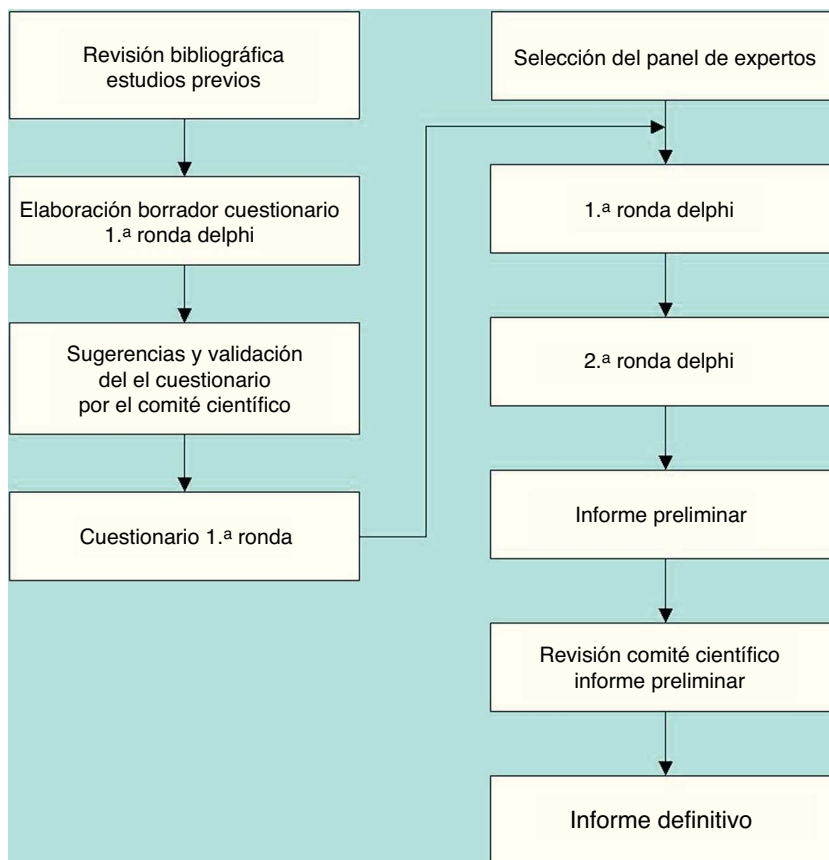 Revisión bibliográfica
estudios previos
Elaboración borrador cuestionario
1.ª ronda delphi
Sugerencias y validación
del el cuestionario
por el comité científico
Cuestionario 1.ª ronda
Selección del panel de expertos
1.ª ronda delphi
2.ª ronda delphi
Informe preliminar
Revisión comité científico
informe preliminar
Informe definitivo